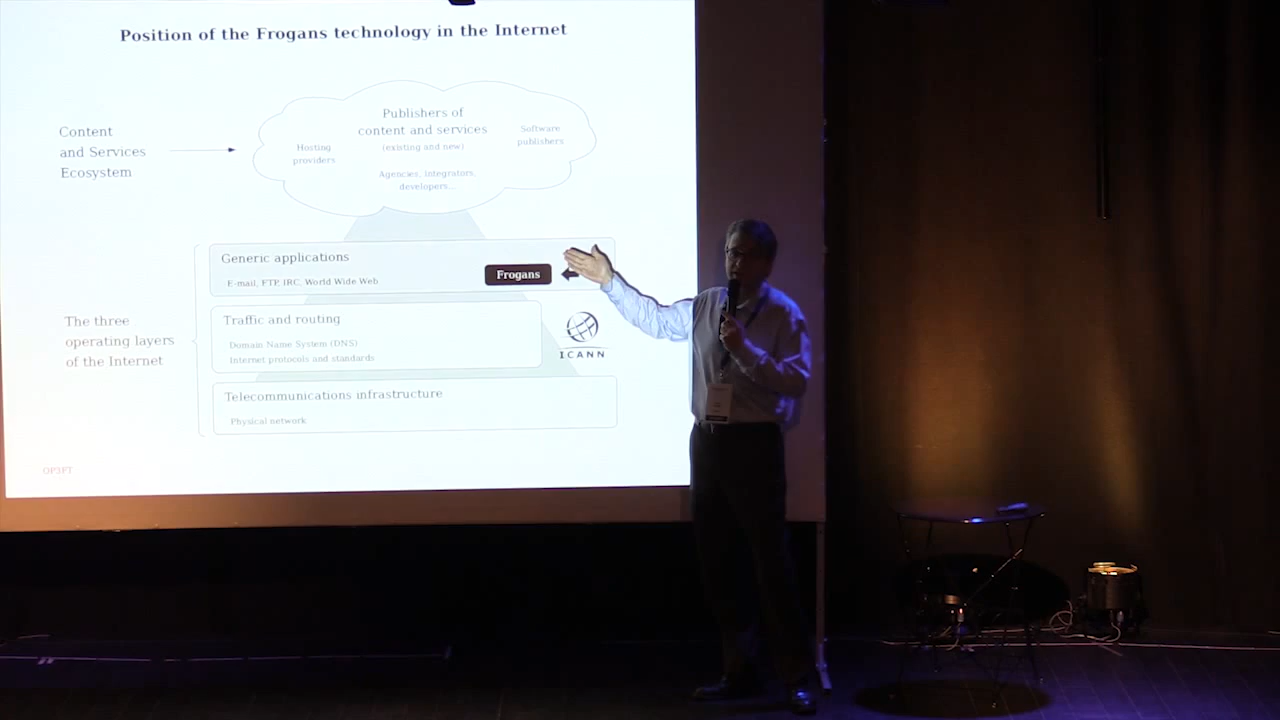 Position of the Frogans technology in the Internet
Content
and Services
Ecosystem
Publishers of
content and services
(existing and new)
Hosting
providers
Software
publishers
Agencies, integrators,
developers...
The three
operating layers
of the Internet
Generic applications
E-mail, FTP, IRC, World Wide Web
Frogans
Traffic and routing
Domain Name System (DNS)
Internet protocols and standards
ICANN
Telecommunications infrastructure
Physical network
OP3FT